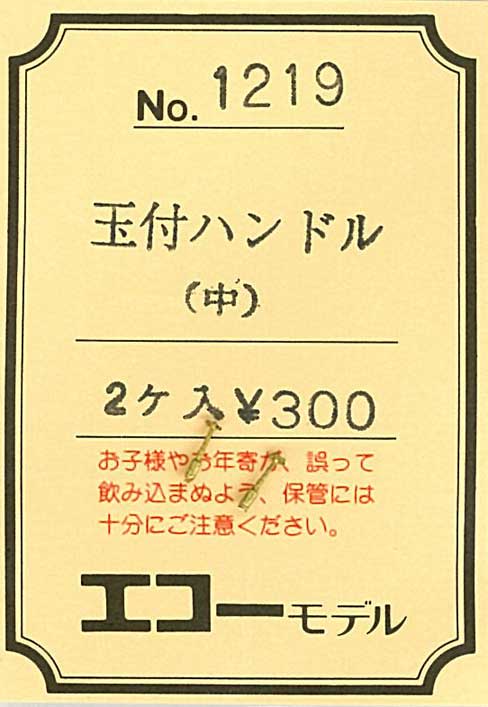 No. 1219
玉付ハンドル
(中)
2ケ入¥300
お子様やお年寄が、誤って
飲み込まぬよう、保管には
十分にご注意ください。
エコーモデル